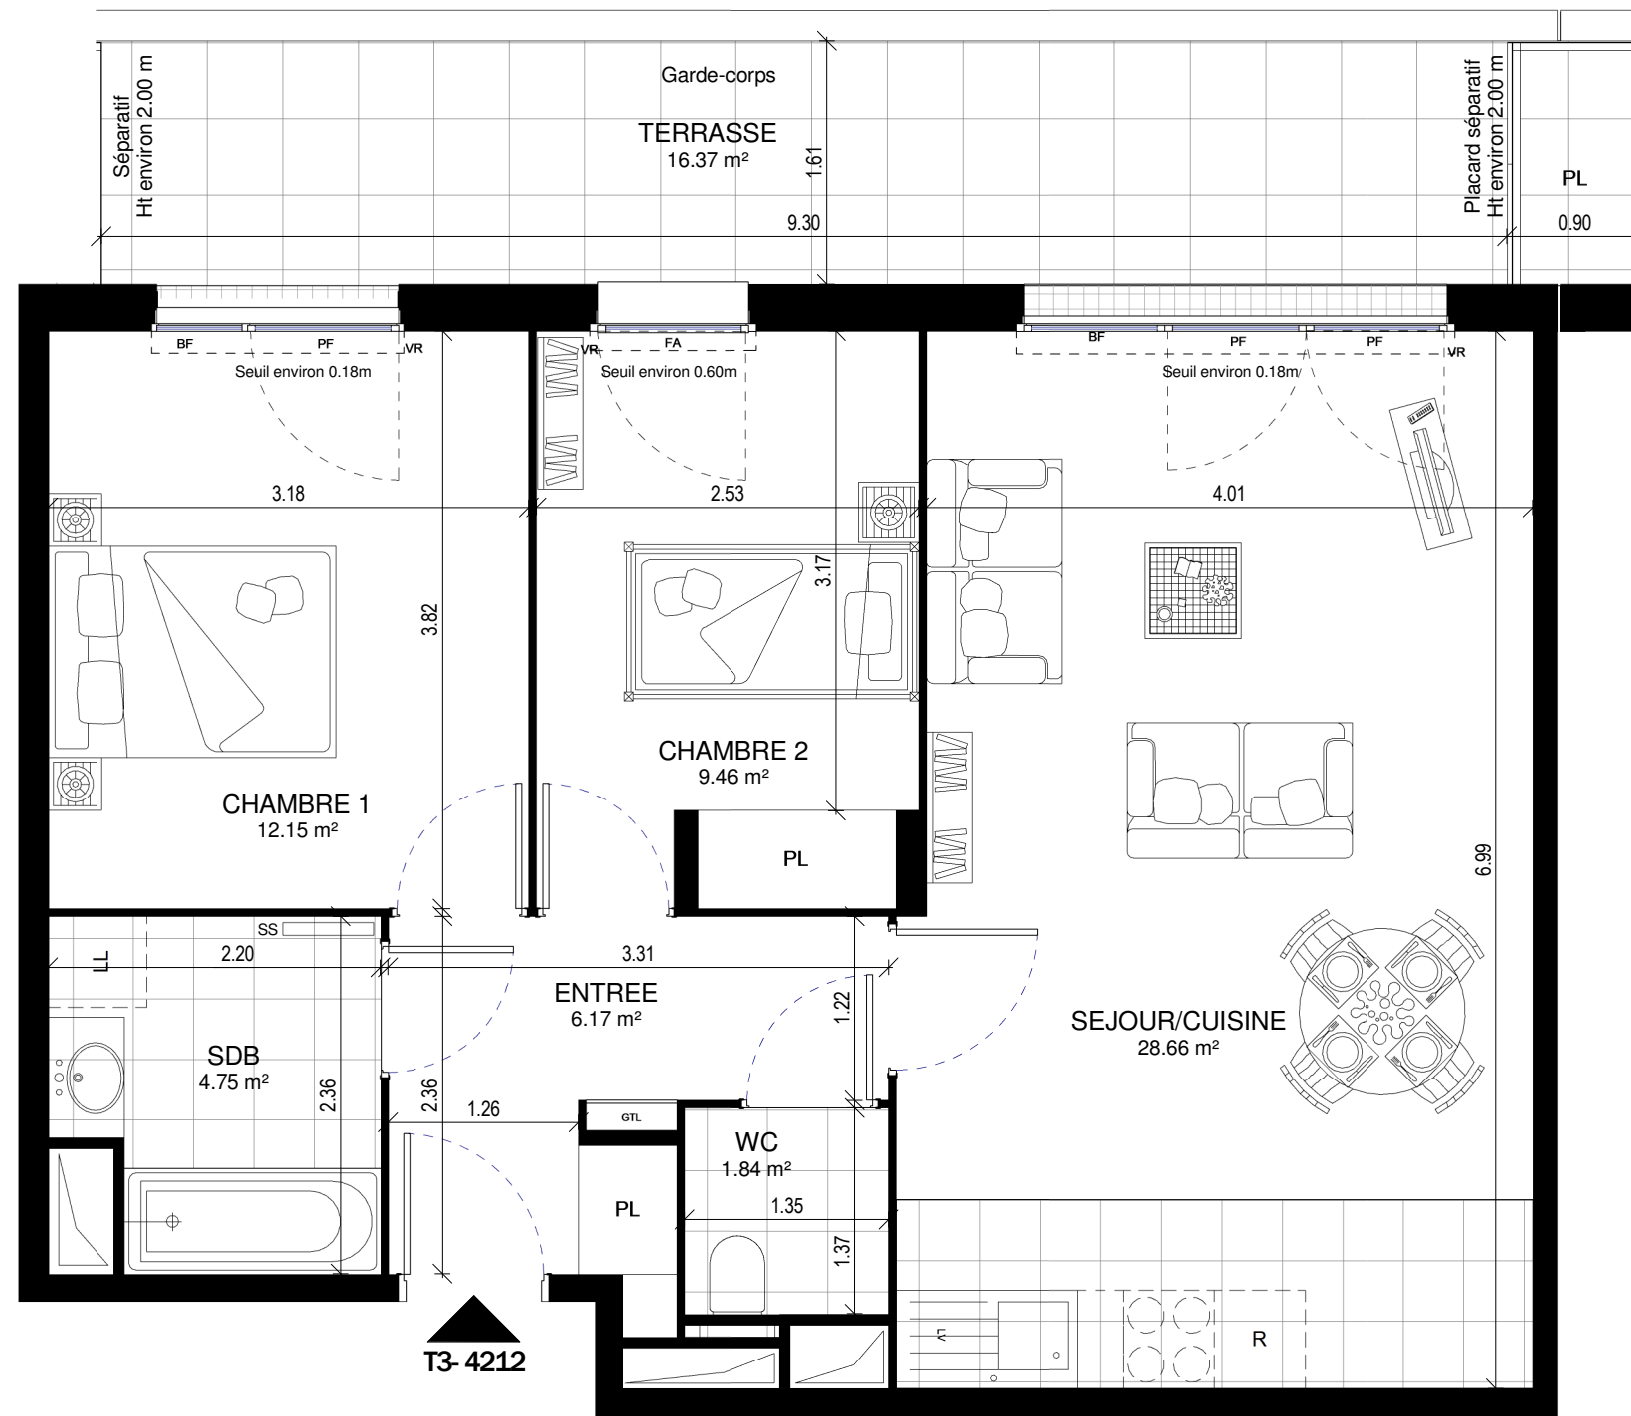 Garde-corps
Séparatif
Ht environ 2.00 m
TERRASSE
16.37 m²
1.61
Placard séparatif
Ht environ 2.00 m
PL
9.30
0.90
BF
PF
VR
Seuil environ 0.18m
VR
FA
Seuil environ 0.60m
BF
PF
PF
VR
Seuil environ 0.18m
3.18
2.53
4.01
3.82
3.17
CHAMBRE 1
12.15 m²
CHAMBRE 2
9.46 m²
PL
6.99
SS
LL
2.20
3.31
ENTREE
6.17 m²
1.22
SEJOUR/CUISINE
28.66 m²
SDB
4.75 m²
2.36
2.36
1.26
GTL
WC
1.84 m²
PL
1.35
1.37
LV
R
T3- 4212